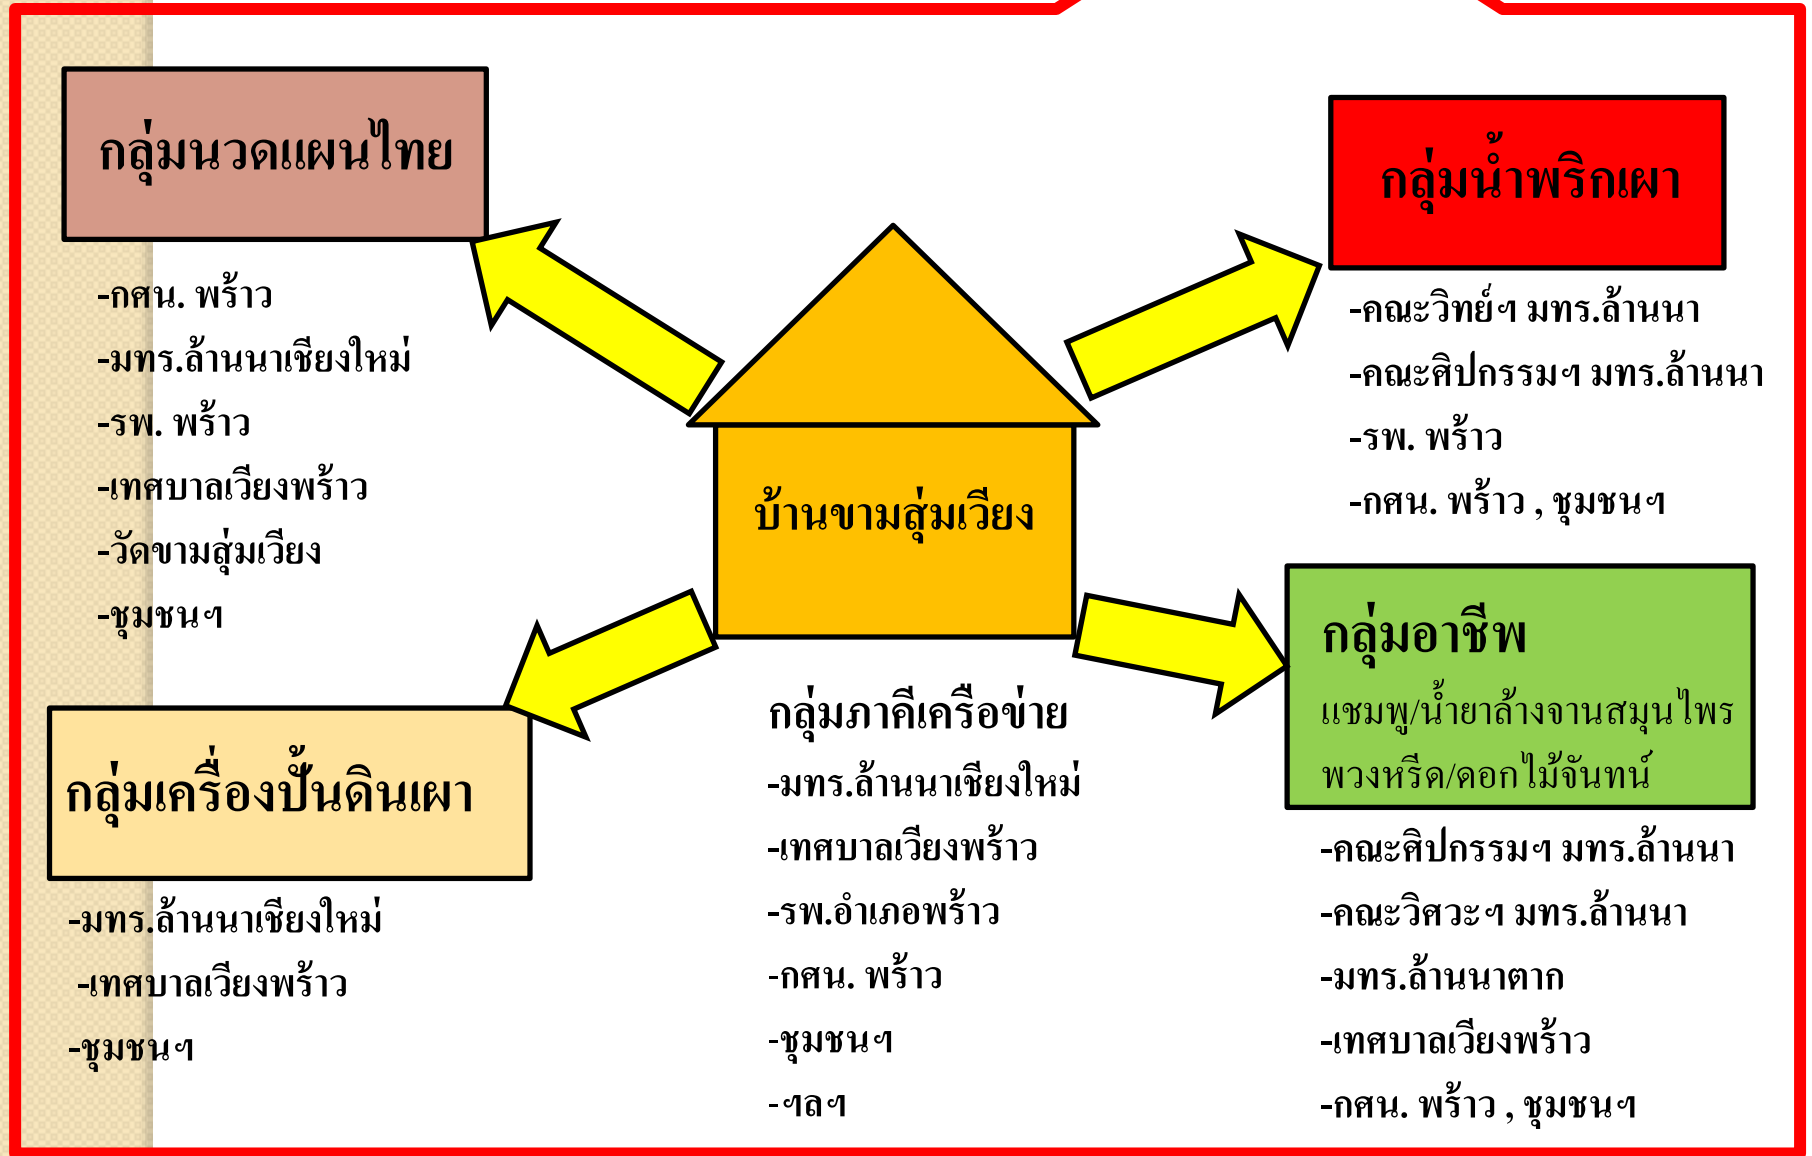 กลุ่มนวดแผนไทย
-กศน. พร้าว
-มทร.ล้านนาเชียงใหม่
-รพ. พร้าว
-เทศบาลเวียงพร้าว
-วัดขามสุ่มเวียง
-ชุมชนฯ
กลุ่มน้ำพริกเผา
-คณะวิทย์ฯ มทร.ล้านนา
-คณะศิปกรรมฯ มทร.ล้านนา
-รพ. พร้าว
-กศน. พร้าว , ชุมชนฯ
บ้านขามสุ่มเวียง
กลุ่มเครื่องปั้นดินเผา
-มทร.ล้านนาเชียงใหม่
-เทศบาลเวียงพร้าว
-ชุมชนฯ
กลุ่มภาคีเครือข่าย
-มทร.ล้านนาเชียงใหม่
-เทศบาลเวียงพร้าว
-รพ.อำเภอพร้าว
-กศน. พร้าว
-ชุมชนฯ
-ฯลฯ
กลุ่มอาชีพ
แชมพู/น้ำยาล้างจานสมุนไพร
พวงหรีด/ดอกไม้จันทน์
-คณะศิปกรรมฯ มทร.ล้านนา
-คณะวิศวะฯ มทร.ล้านนา
-มทร.ล้านนาตาก
-เทศบาลเวียงพร้าว
-กศน. พร้าว , ชุมชนฯ